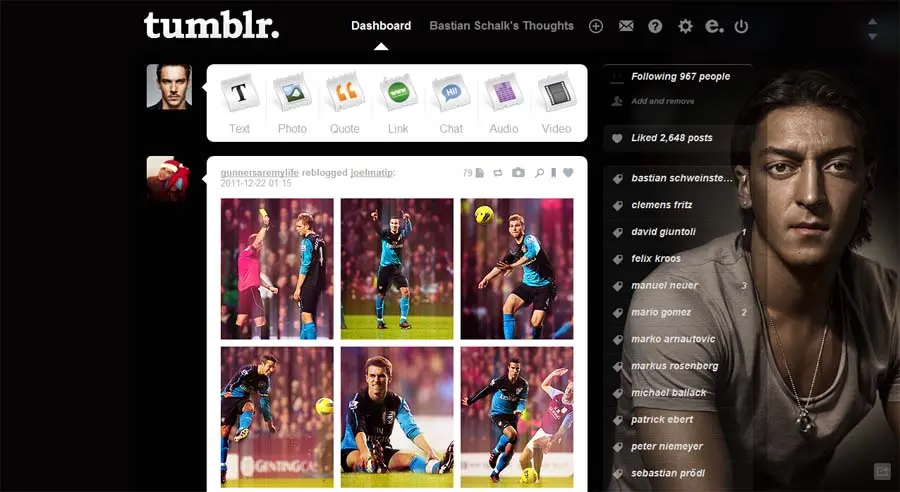 tumblr.
Dashboard
Bastian Schalk's Thoughts
Text
Photo
Quote
Link
Chat
Audio
Video
gunnersaremylife reblogged joelmatip:
2011-12-22 01:15
79
Following 967 people
Add and remove
Liked 2,648 posts
bastian schweinste...
clemens fritz
david giuntoli 1
felix kroos
manuel neuer 3
mario gomez 2
marko arnautovic
markus rosenberg
michael ballack
patrick ebert
peter niemeyer
sebastian prödl
GENTING